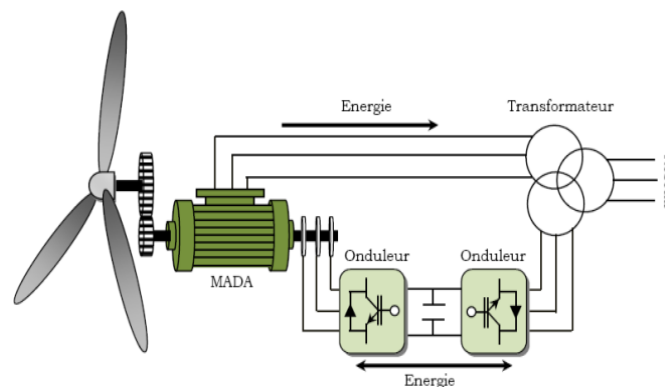 Energie
Transformateur
Onduleur
Onduleur
MADA
Energie